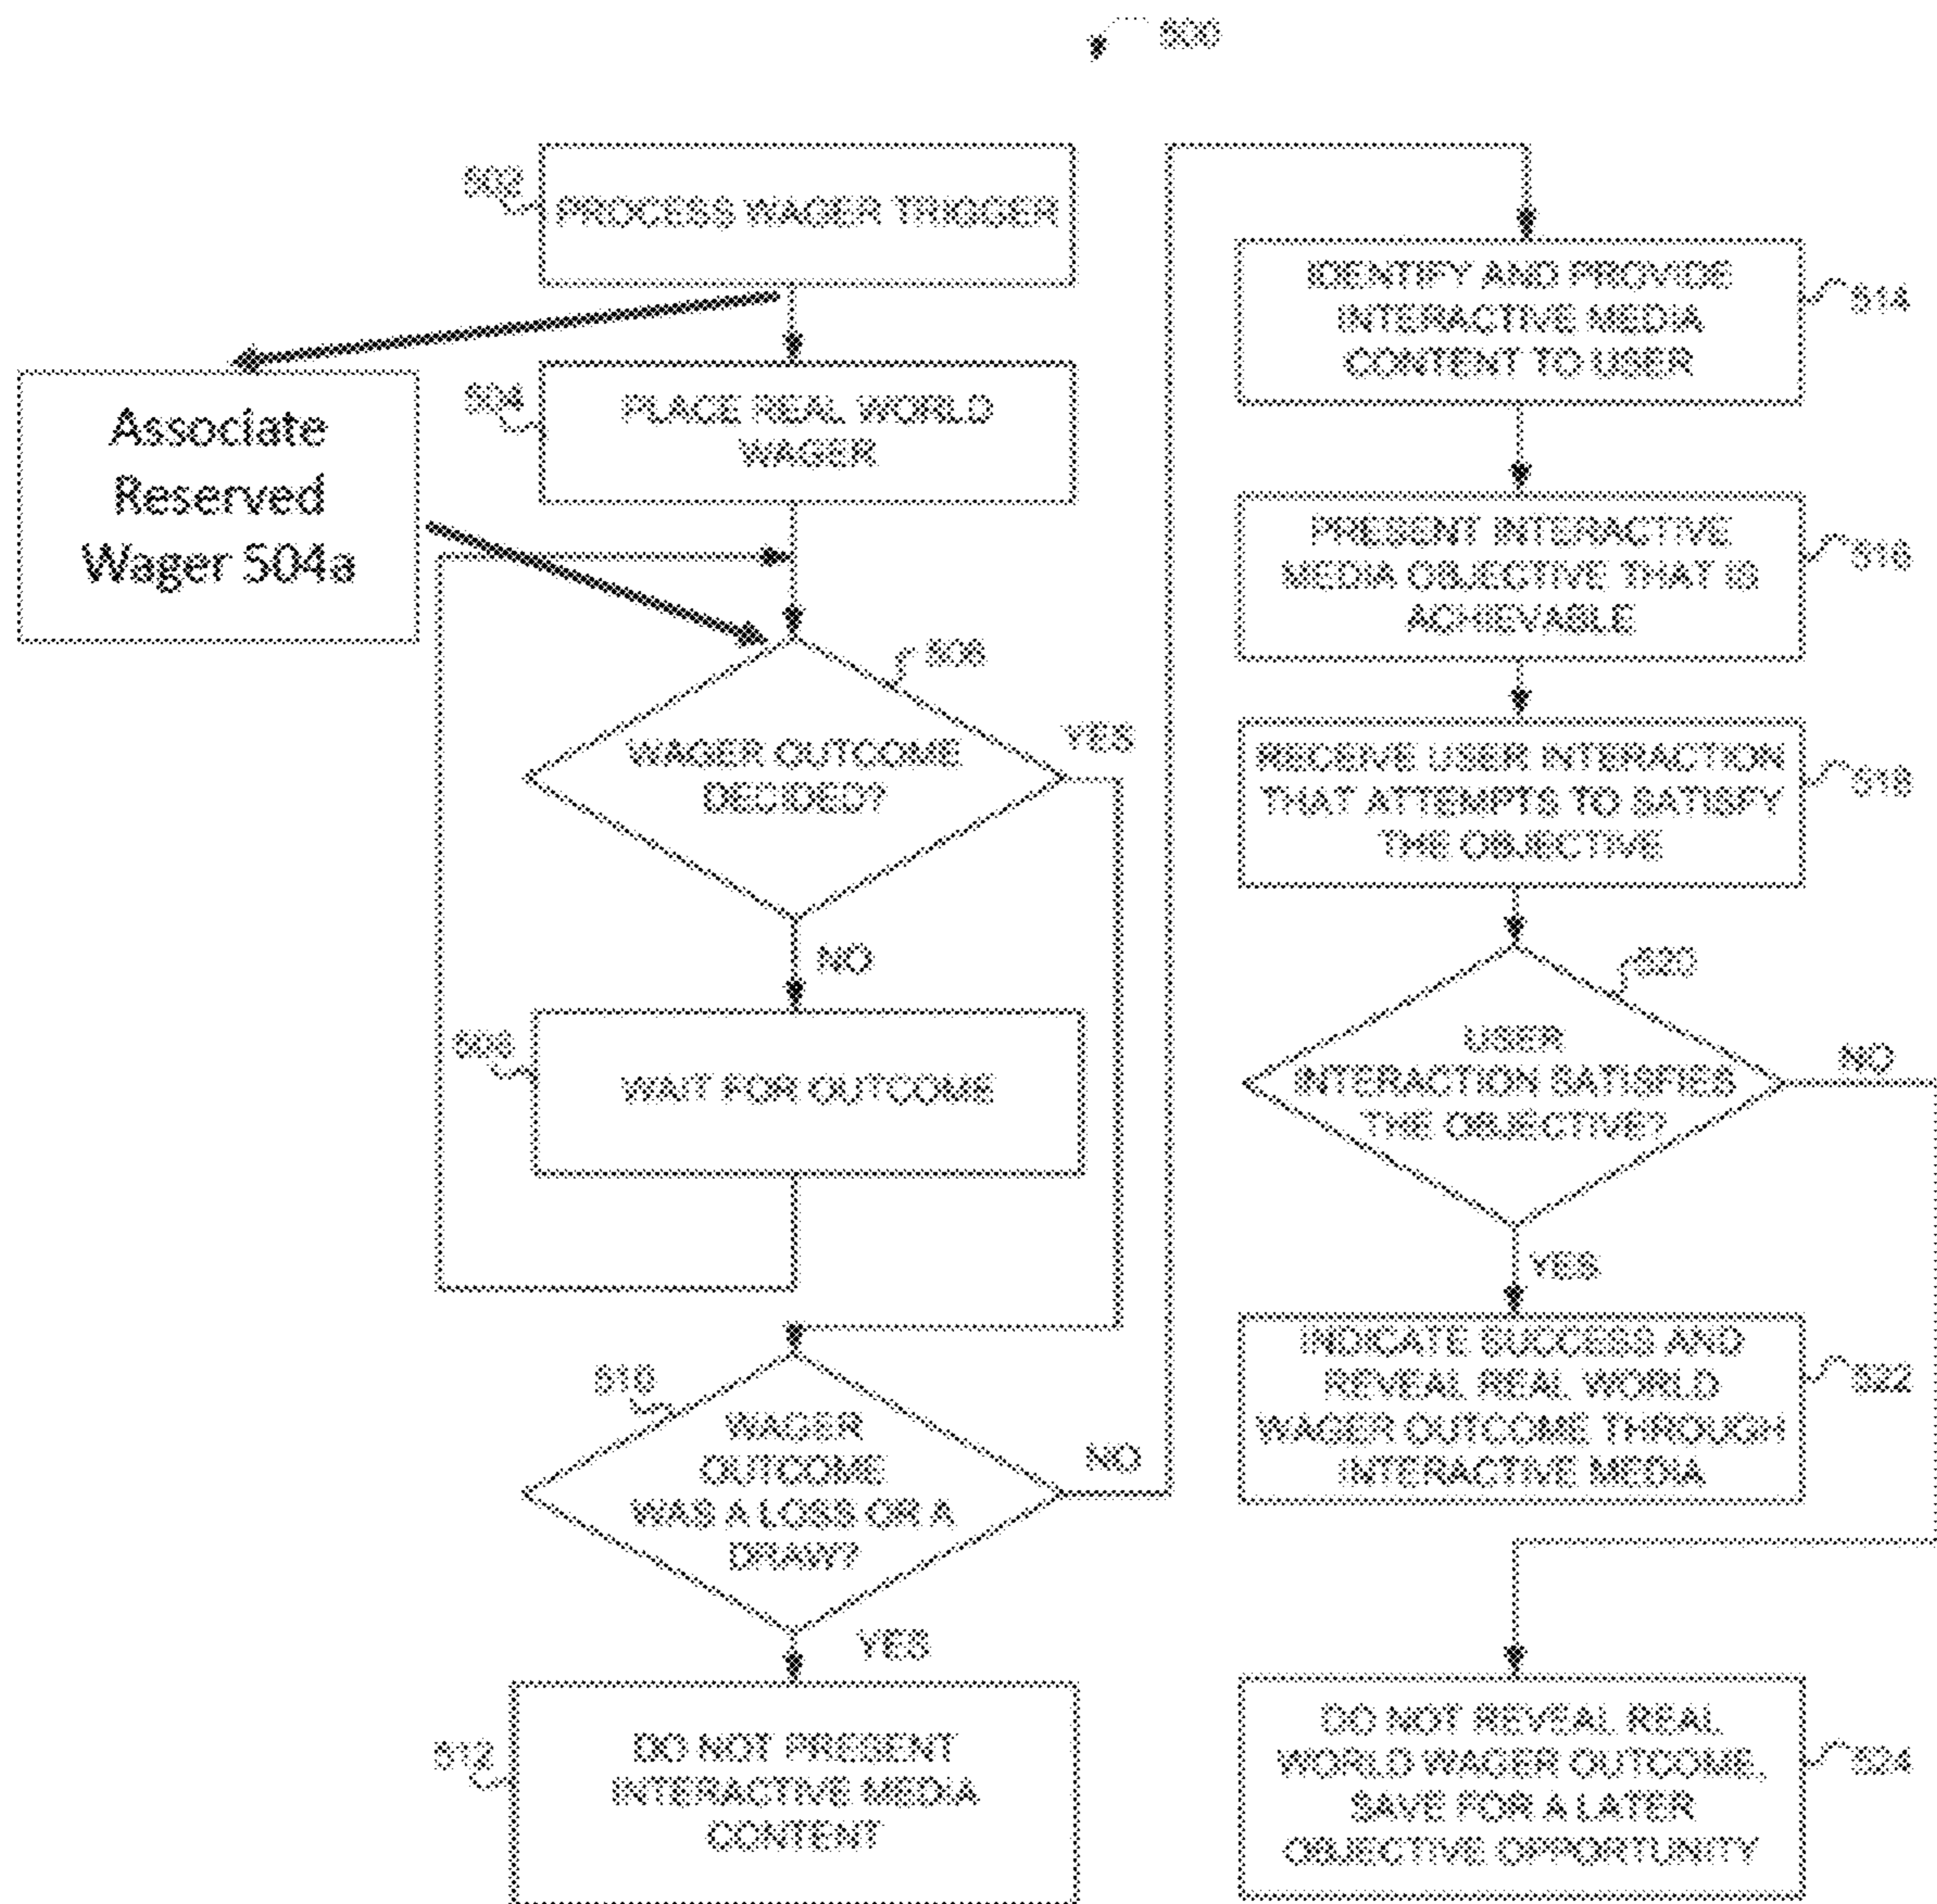 500
502
PROCESS WAGER TRIGGER
Associate
Reserved
Wager 504a
504
PLACE REAL WORLD
WAGER
506
WAGER OUTCOME
DECIDED?
YES
NO
508
WAIT FOR OUTCOME
510
WAGER
OUTCOME
WAS A LOSS OR A
DRAW?
NO
YES
512
DO NOT PRESENT
INTERACTIVE MEDIA
CONTENT
IDENTIFY AND PROVIDE
INTERACTIVE MEDIA
CONTENT TO USER
514
PRESENT INTERACTIVE
MEDIA OBJECTIVE THAT IS
ACHIEVABLE
516
RECEIVE USER INTERACTION
THAT ATTEMPTS TO SATISFY
THE OBJECTIVE
518
520
USER
INTERACTION SATISFIES
THE OBJECTIVE?
NO
YES
INDICATE SUCCESS AND
REVEAL REAL WORLD
WAGER OUTCOME THROUGH
INTERACTIVE MEDIA
522
DO NOT REVEAL REAL
WORLD WAGER OUTCOME,
SAVE FOR A LATER
OBJECTIVE OPPORTUNITY
524